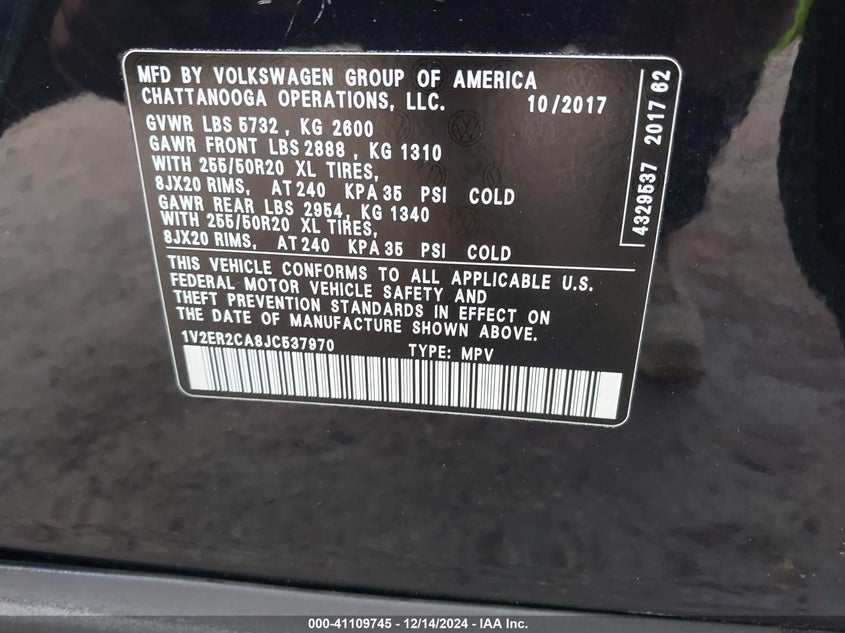 MFD BY VOLKSWAGEN GROUP OF AMERICA
CHATTANOOGA OPERATIONS, LLC. 10/2017
GVWR LBS 5732 , KG 2600
GAWR FRONT LBS 2888 , KG 1310
WITH 255/50R20 XL TIRES,
8JX20 RIMS, AT 240 KPA 35 PSI COLD
GAWR REAR LBS 2954, KG 1340
WITH 255/50R20 XL TIRES,
8JX20 RIMS, AT 240 KPA 35 PSI COLD
THIS VEHICLE CONFORMS TO ALL APPLICABLE U.S.
FEDERAL MOTOR VEHICLE SAFETY AND
THEFT PREVENTION STANDARDS IN EFFECT ON
THE DATE OF MANUFACTURE SHOWN ABOVE.
1V2ER2CA8JC537970 TYPE: MPV
4329537 2017 62
000-41109745 - 12/14/2024 - IAA Inc.